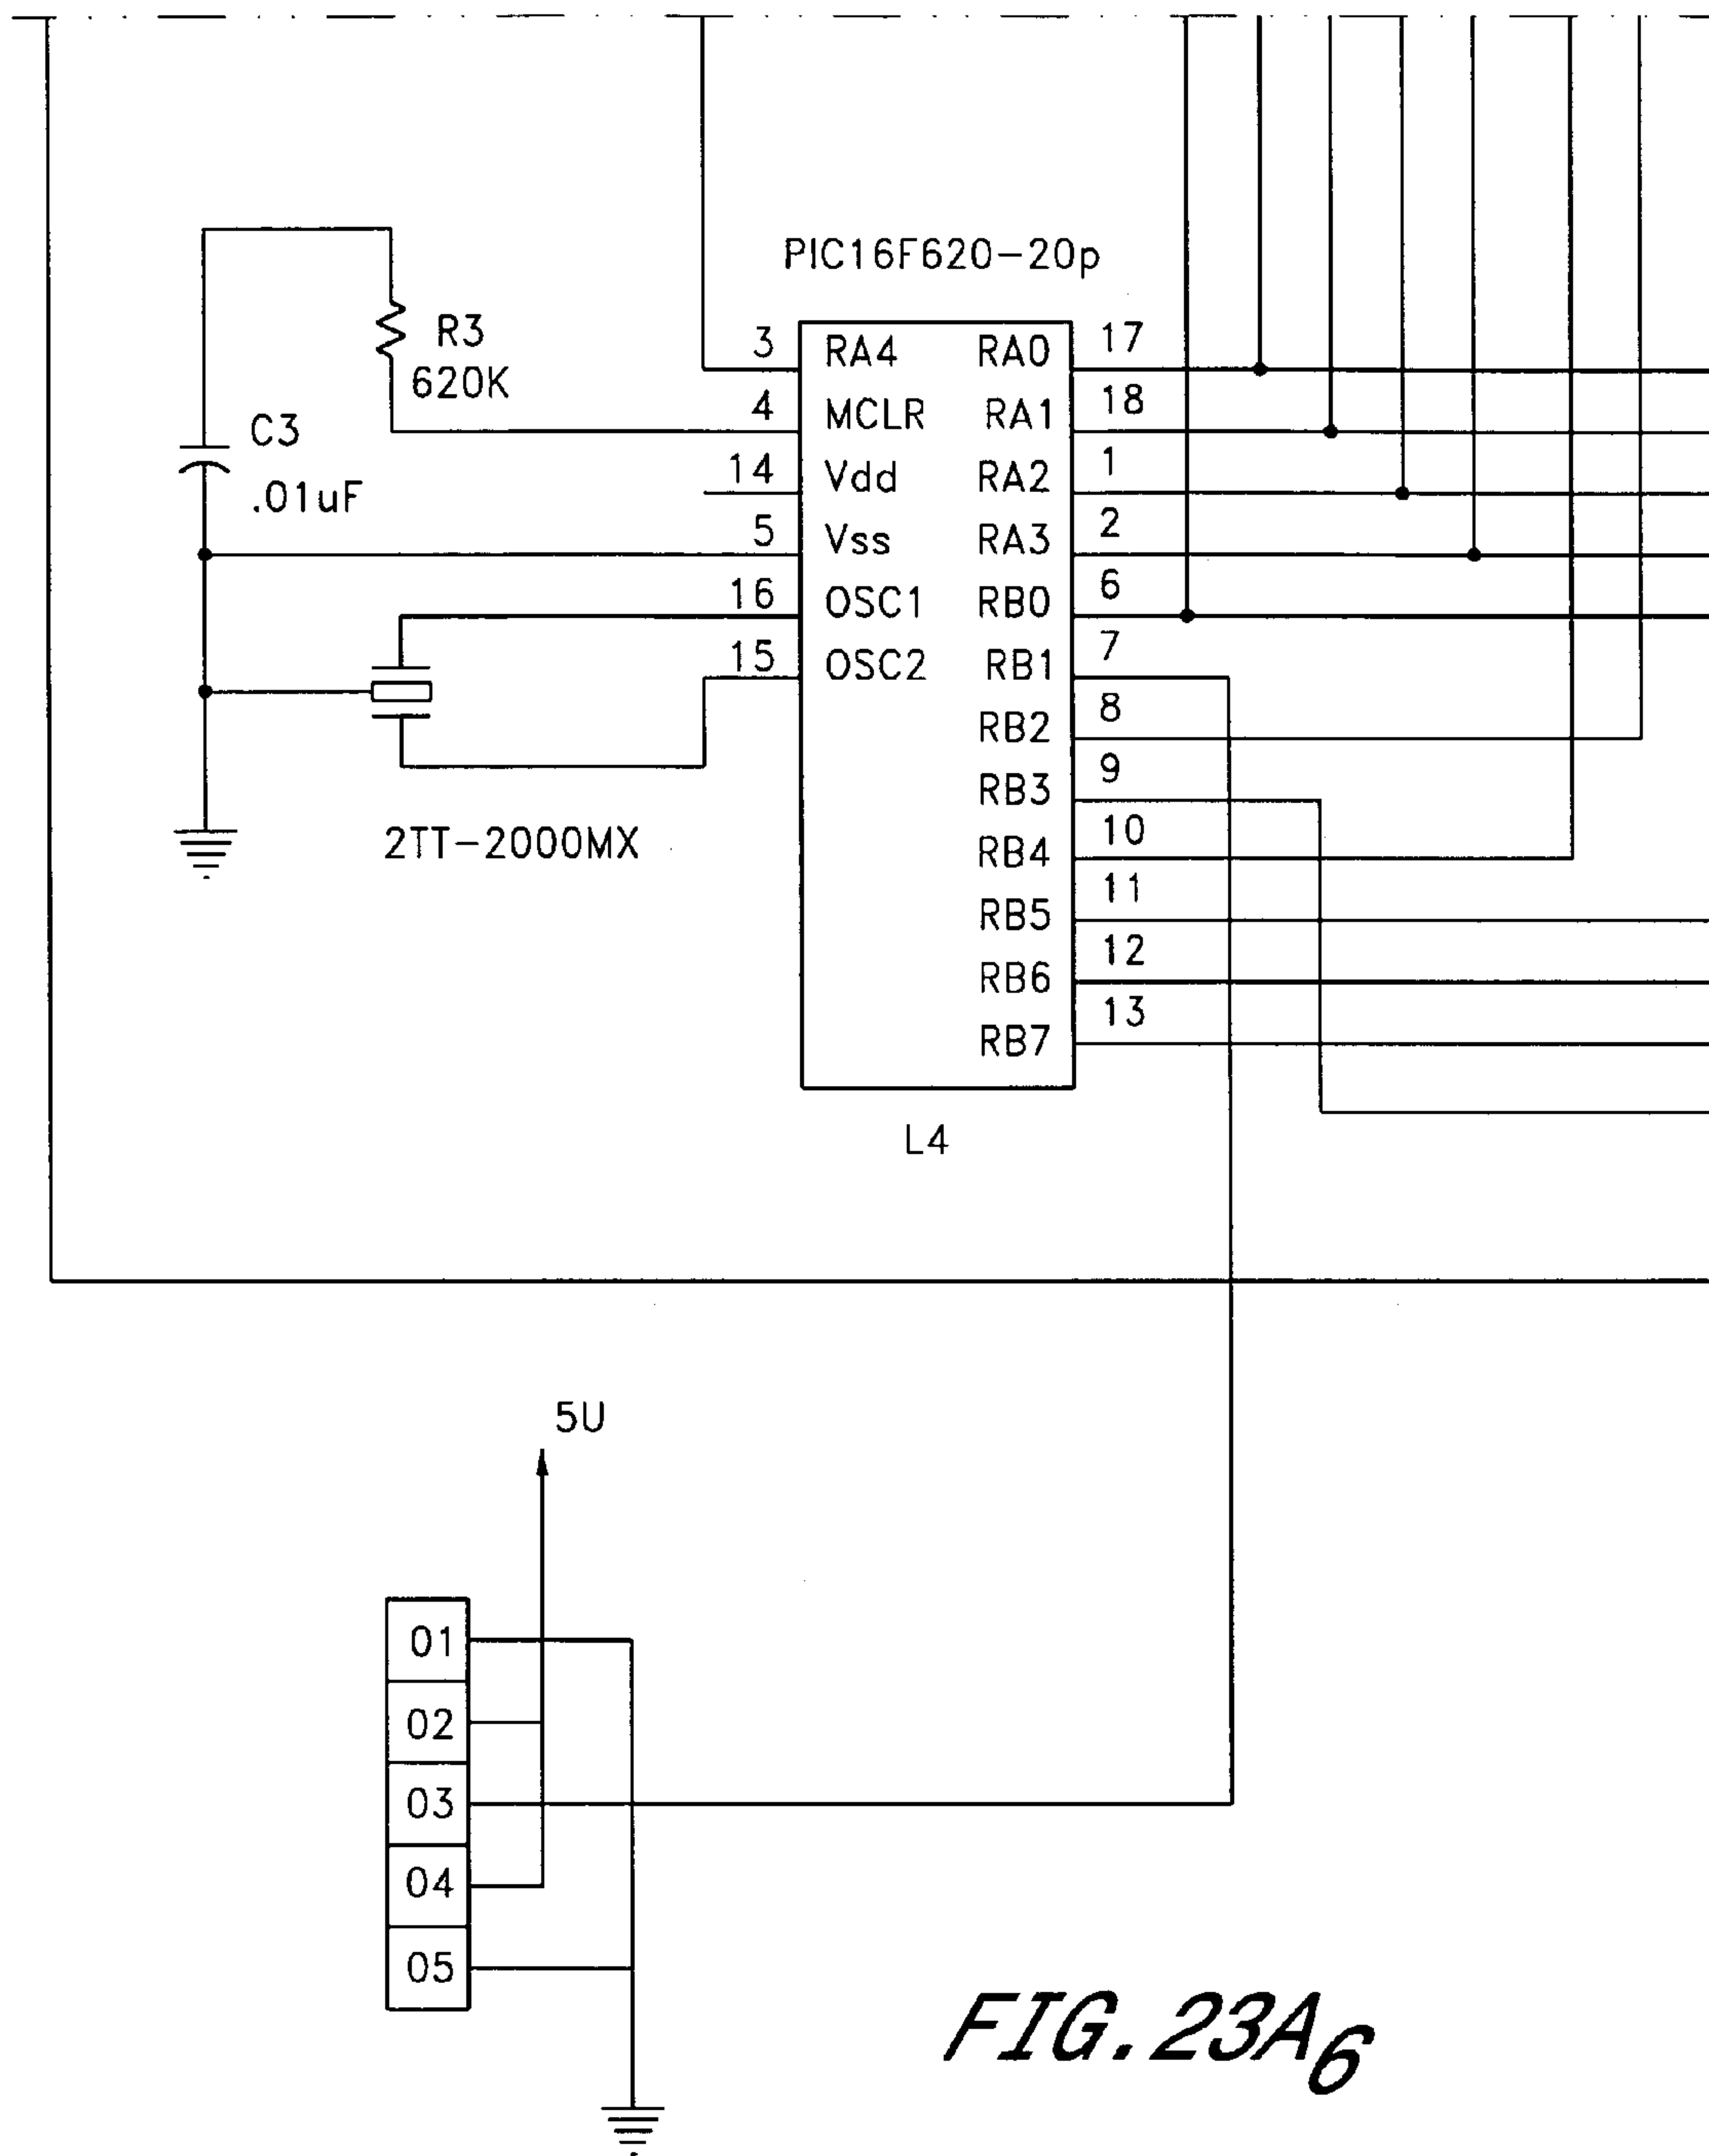 PIC16F620-20p
R3
620K
C3
.01uF
3 RA4 RA0 17
4 MCLR RA1 18
14 Vdd RA2 1
5 Vss RA3 2
16 OSC1 RB0 6
15 OSC2 RB1 7
RB2 8
RB3 9
RB4 10
RB5 11
RB6 12
RB7 13
2TT-2000MX
L4
5U
01
02
03
04
05
FIG. 23A6